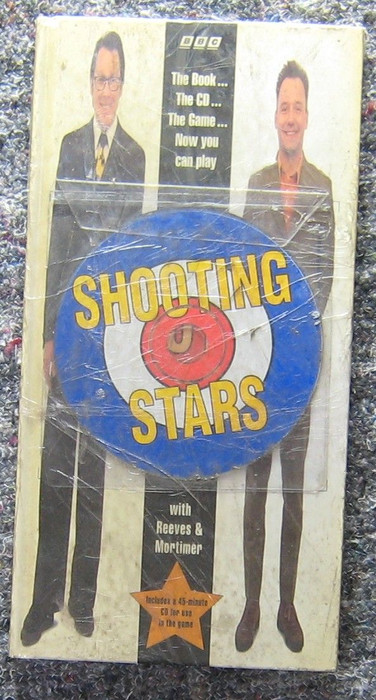 BBC
The Book...
The CD...
The Game...
Now you
can play
SHOOTING
STARS
with
Reeves &
Mortimer
Includes a 45-minute
CD for use
in the game